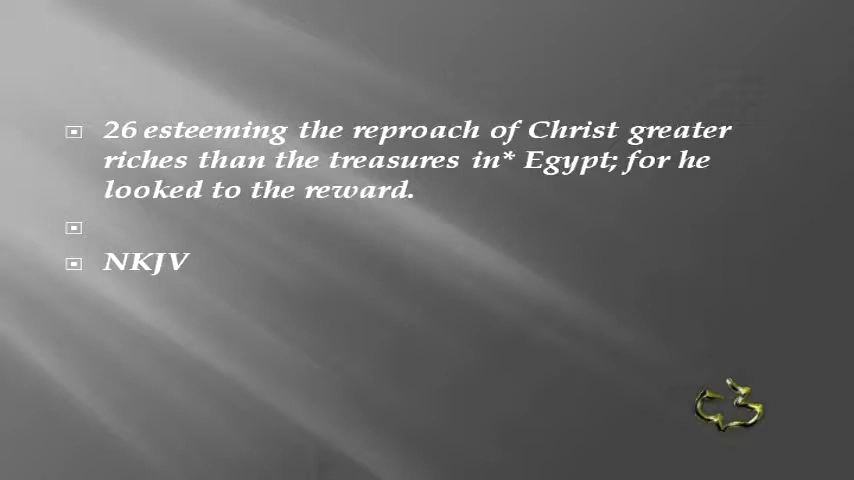 26 esteeming the reproach of Christ greater
riches than the treasures in* Egypt; for he
looked to the reward.
NKJV